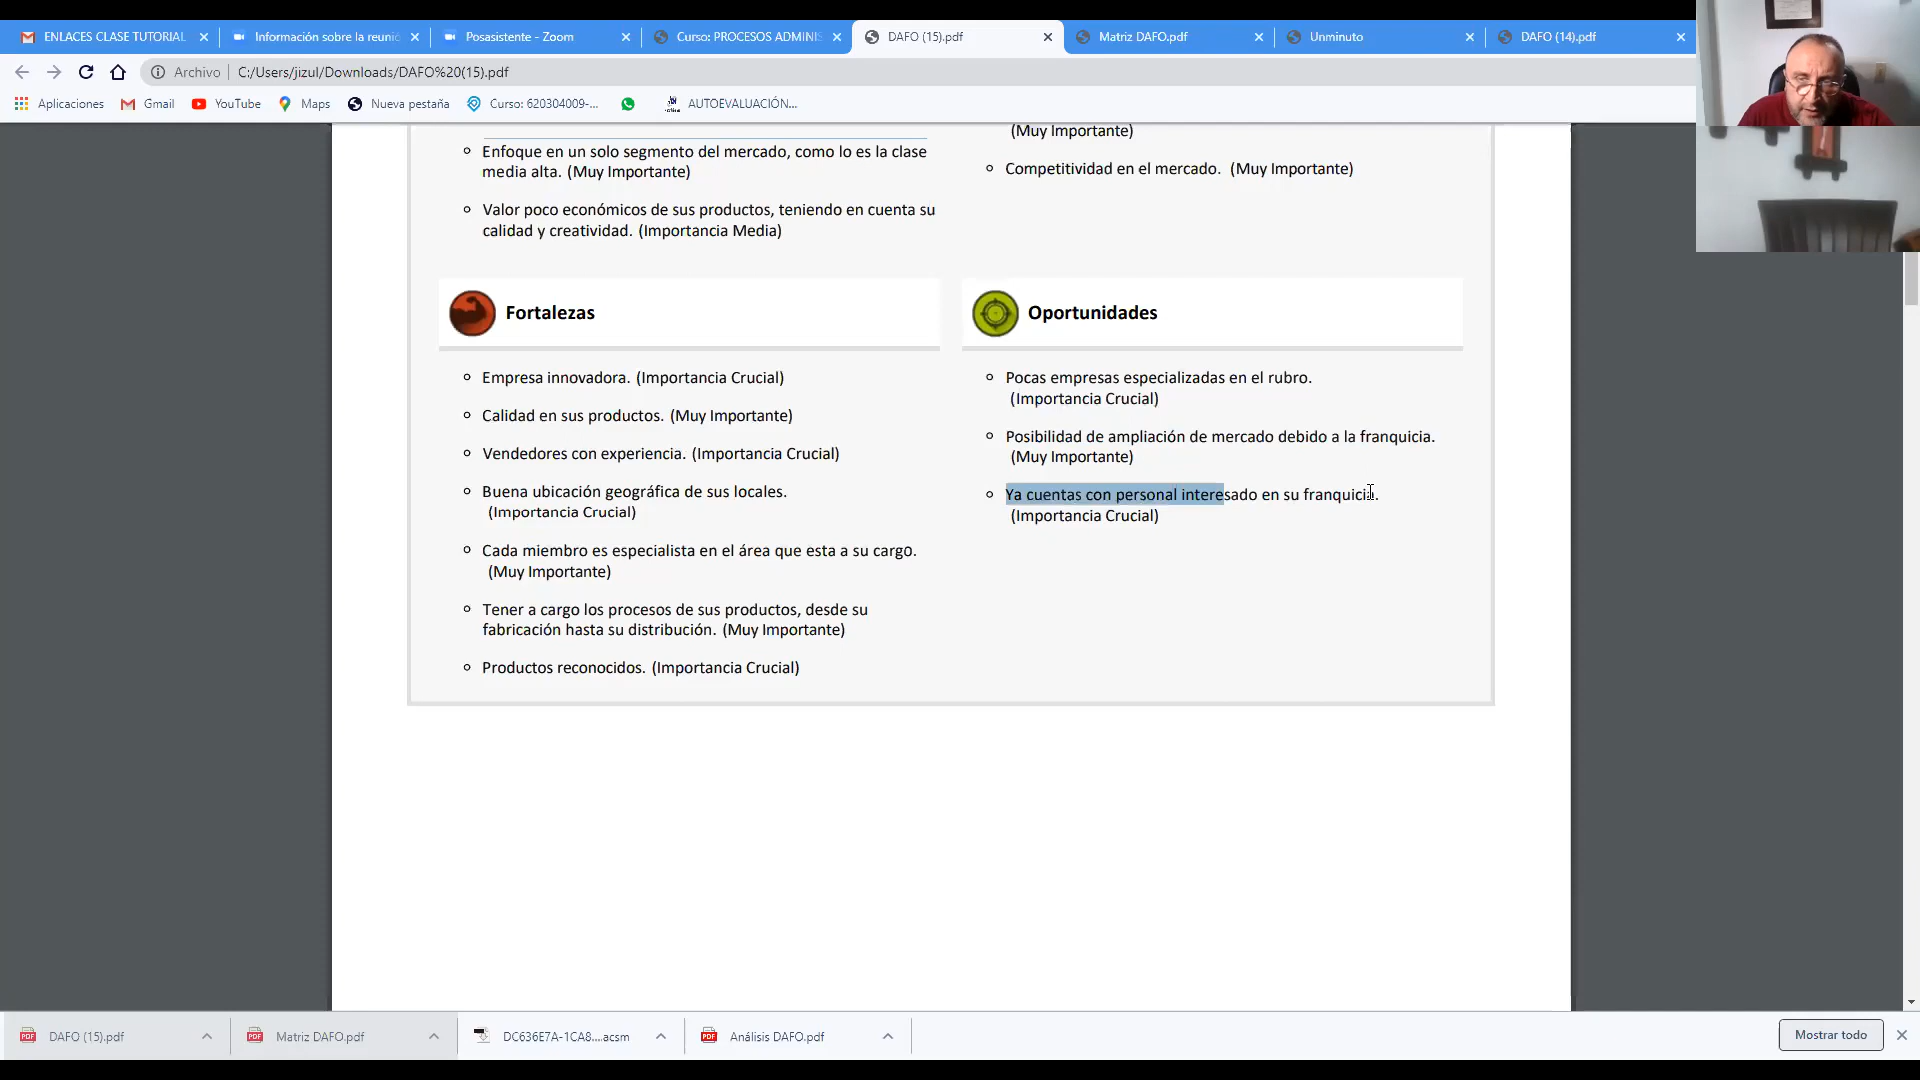 ENLACES CLASE TUTORIAL
Información sobre la reunió
Posasistente - Zoom
Curso: PROCESOS ADMINIS
DAFO (15).pdf
Matriz DAFO.pdf
Unminuto
DAFO (14).pdf
Archivo
C:/Users/jizul/Downloads/DAFO%20(15).pdf
Aplicaciones
Gmail
YouTube
Maps
Nueva pestaña
Curso: 620304009-...
AUTOEVALUACIÓN...
Enfoque en un solo segmento del mercado, como lo es la clase
media alta. (Muy Importante)
Valor poco económicos de sus productos, teniendo en cuenta su
calidad y creatividad. (Importancia Media)
(Muy Importante)
Competitividad en el mercado. (Muy Importante)
Fortalezas
Empresa innovadora. (Importancia Crucial)
Calidad en sus productos. (Muy Importante)
Vendedores con experiencia. (Importancia Crucial)
Buena ubicación geográfica de sus locales.
(Importancia Crucial)
Cada miembro es especialista en el área que esta a su cargo.
(Muy Importante)
Tener a cargo los procesos de sus productos, desde su
fabricación hasta su distribución. (Muy Importante)
Productos reconocidos. (Importancia Crucial)
Oportunidades
Pocas empresas especializadas en el rubro.
(Importancia Crucial)
Posibilidad de ampliación de mercado debido a la franquicia.
(Muy Importante)
Ya cuentas con personal interesado en su franquicia.
(Importancia Crucial)
DAFO (15).pdf
Matriz DAFO.pdf
DC636E7A-1CA8....acsm
Análisis DAFO.pdf
Mostrar todo